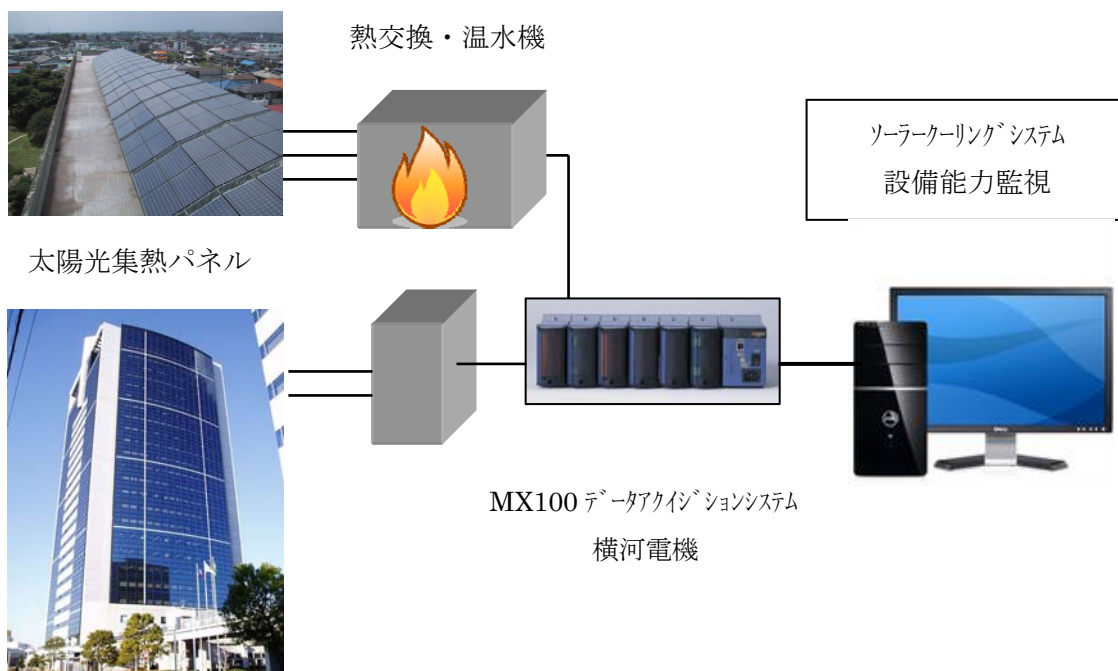 熱交換・温水機
ｿｰﾗｰｸｰﾘﾝｸﾞｼｽﾃﾑ
設備能力監視
太陽光集熱パネル
MX100 ﾃﾞｰﾀｱｸｲｼﾞｼｮﾝｼｽﾃﾑ
横河電機